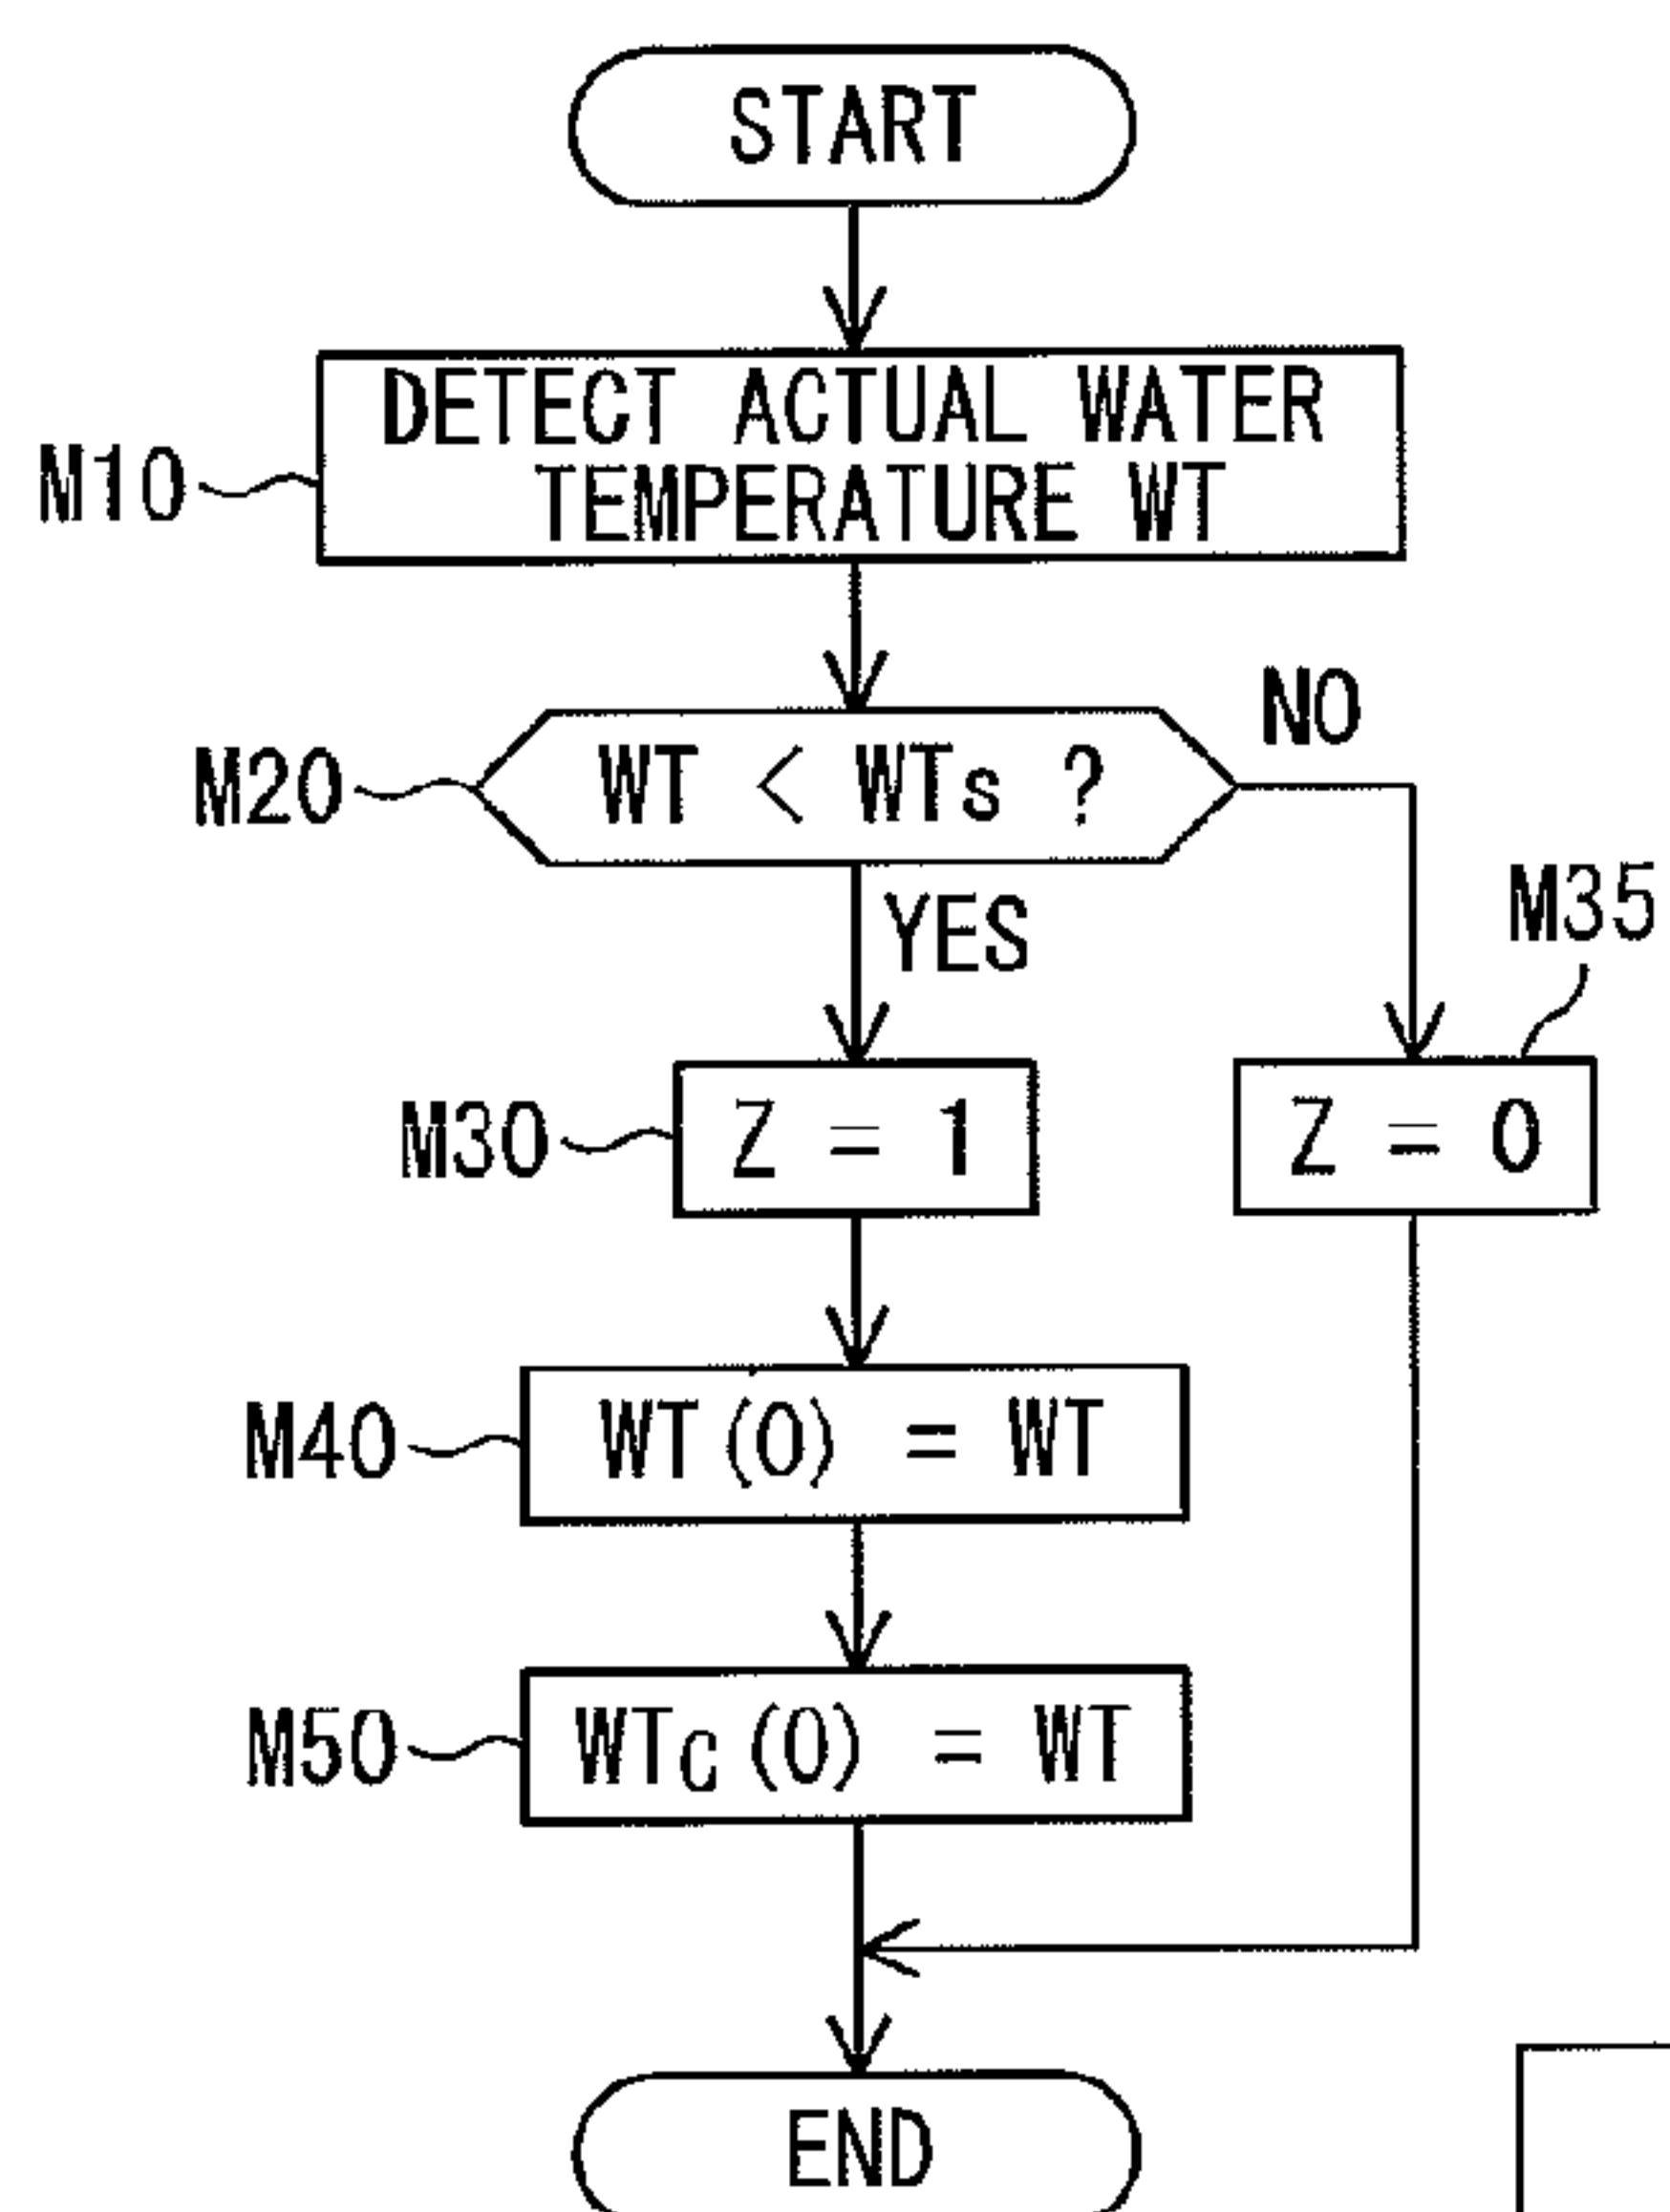 START
DETECT ACTUAL WATER
TEMPERATURE WT
M10
NO
M20
WT < WTs ?
M35
YES
M30
Z = 1
Z = 0
M40
WT(0) = WT
M50
WTc(0) = WT
END